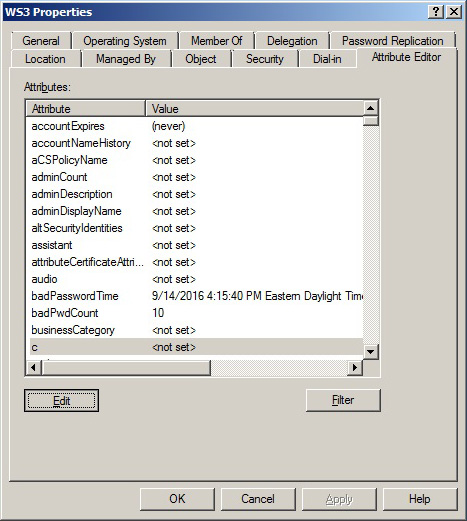 WS3 Properties
General Operating System Member Of Delegation Password Replication
Location Managed By Object Security Dial-in Attribute Editor
Attributes:
Attribute Value
accountExpires (never)
accountNameHistory <not set>
aCSPolicyName <not set>
adminCount <not set>
adminDescription <not set>
adminDisplayName <not set>
altSecurityIdentities <not set>
assistant <not set>
attributeCertificateAttri... <not set>
audio <not set>
badPasswordTime 9/14/2016 4:15:40 PM Eastern Daylight Time
badPwdCount 10
businessCategory <not set>
c <not set>
Edit Filter
OK Cancel Apply Help